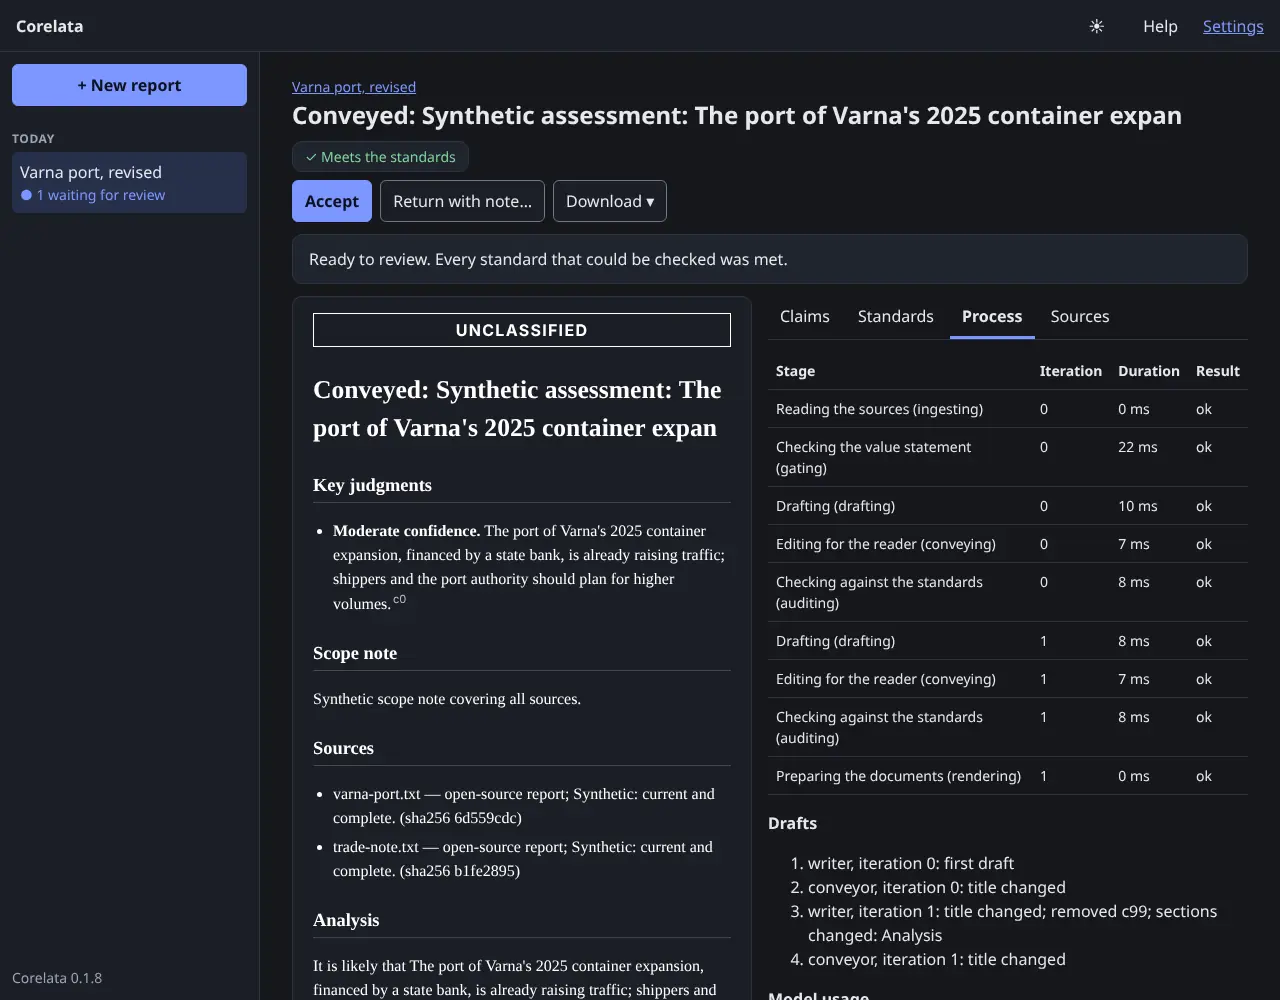 Corelata
☀ Help Settings
+ New report
TODAY
Varna port, revised
1 waiting for review
Corelata 0.1.8
Varna port, revised
Conveyed: Synthetic assessment: The port of Varna's 2025 container expan
✓ Meets the standards
Accept Return with note... Download ▾
Ready to review. Every standard that could be checked was met.
UNCLASSIFIED
Conveyed: Synthetic assessment: The
port of Varna's 2025 container expan
Key judgments
• Moderate confidence. The port of Varna's 2025 container
expansion, financed by a state bank, is already raising traffic;
shippers and the port authority should plan for higher
volumes. c0
Scope note
Synthetic scope note covering all sources.
Sources
• varna-port.txt — open-source report; Synthetic: current and
complete. (sha256 6d559cdc)
• trade-note.txt — open-source report; Synthetic: current and
complete. (sha256 b1fe2895)
Analysis
It is likely that The port of Varna's 2025 container expansion,
financed by a state bank, is already raising traffic; shippers and
Claims Standards Process Sources
Stage Iteration Duration Result
Reading the sources (ingesting) 0 0 ms ok
Checking the value statement
(gating) 0 22 ms ok
Drafting (drafting) 0 10 ms ok
Editing for the reader (conveying) 0 7 ms ok
Checking against the standards
(auditing) 0 8 ms ok
Drafting (drafting) 1 8 ms ok
Editing for the reader (conveying) 1 7 ms ok
Checking against the standards
(auditing) 1 8 ms ok
Preparing the documents (rendering) 1 0 ms ok
Drafts
1. writer, iteration 0: first draft
2. conveyor, iteration 0: title changed
3. writer, iteration 1: title changed; removed c99; sections
changed: Analysis
4. conveyor, iteration 1: title changed
Model usage